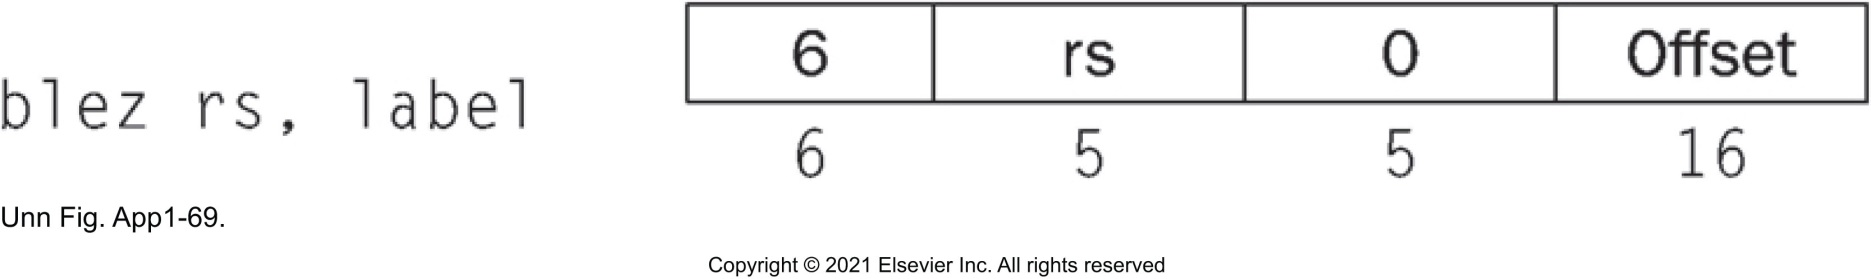 6 rs 0 Offset
blez rs, label
6 5 5 16
Unn Fig. App1-69.
Copyright © 2021 Elsevier Inc. All rights reserved